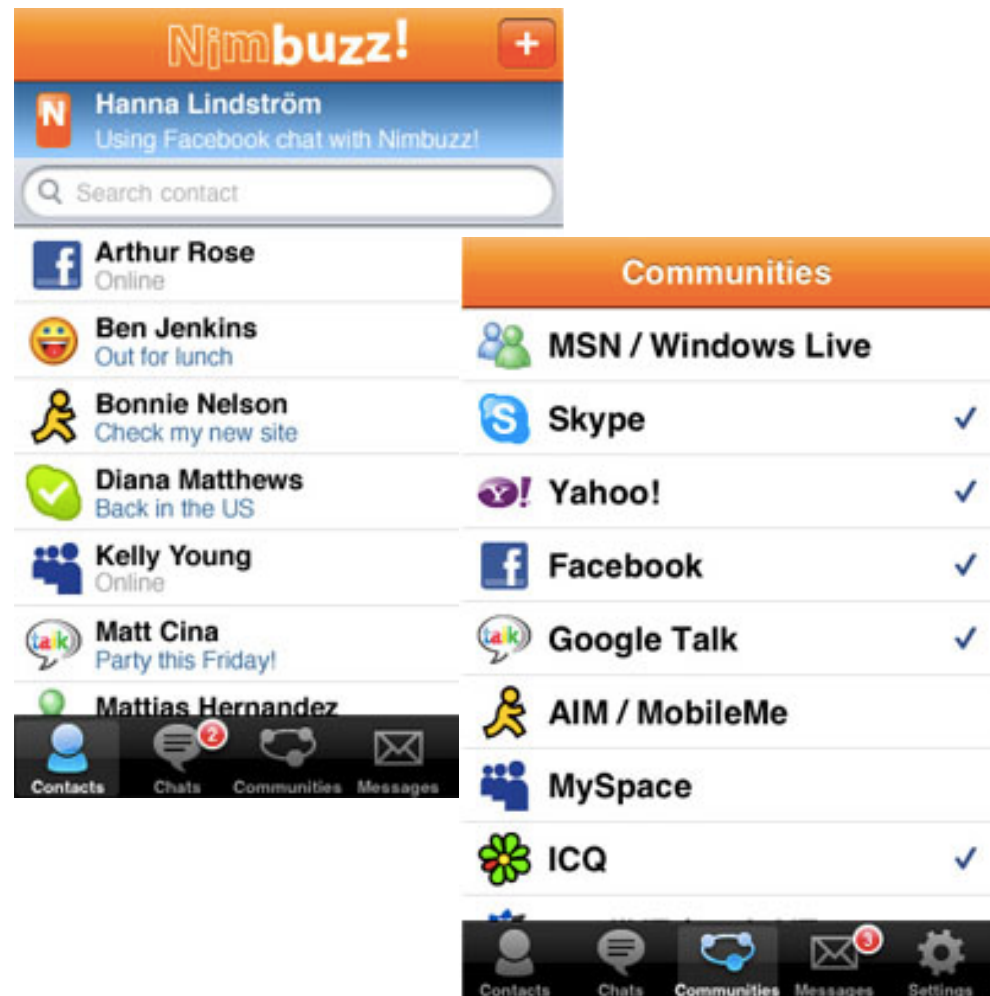 Nimbuzz!
+
N
Hanna Lindström
Using Facebook chat with Nimbuzz!
Search contact
f
Arthur Rose
Online
Ben Jenkins
Out for lunch
Bonnie Nelson
Check my new site
Diana Matthews
Back in the US
Kelly Young
Online
talk
Matt Cina
Party this Friday!
Mattias Hernandez
2
Contacts
Chats
Communities
Messages
Communities
MSN / Windows Live
S
Skype
Y!
Yahoo!
f
Facebook
talk
Google Talk
AIM / MobileMe
MySpace
ICQ
3
Contacts
Chats
Communities
Messages
Settings